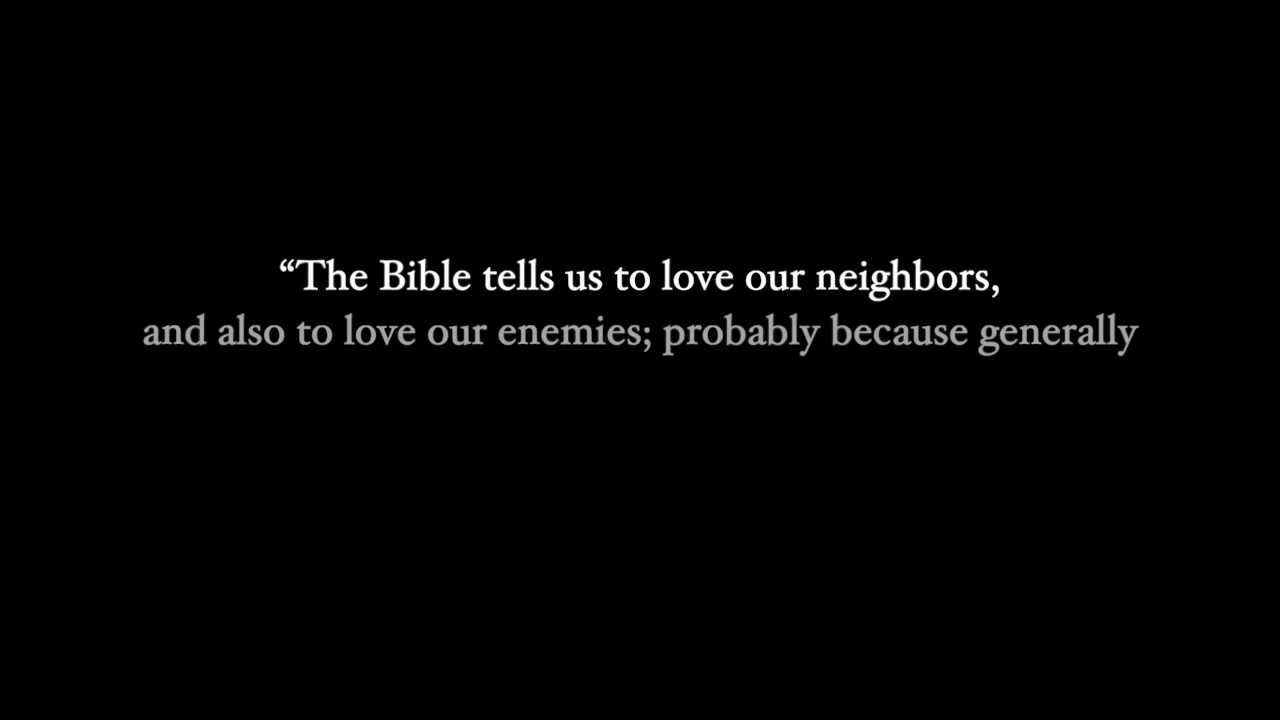 “The Bible tells us to love our neighbors,
and also to love our enemies; probably because generally